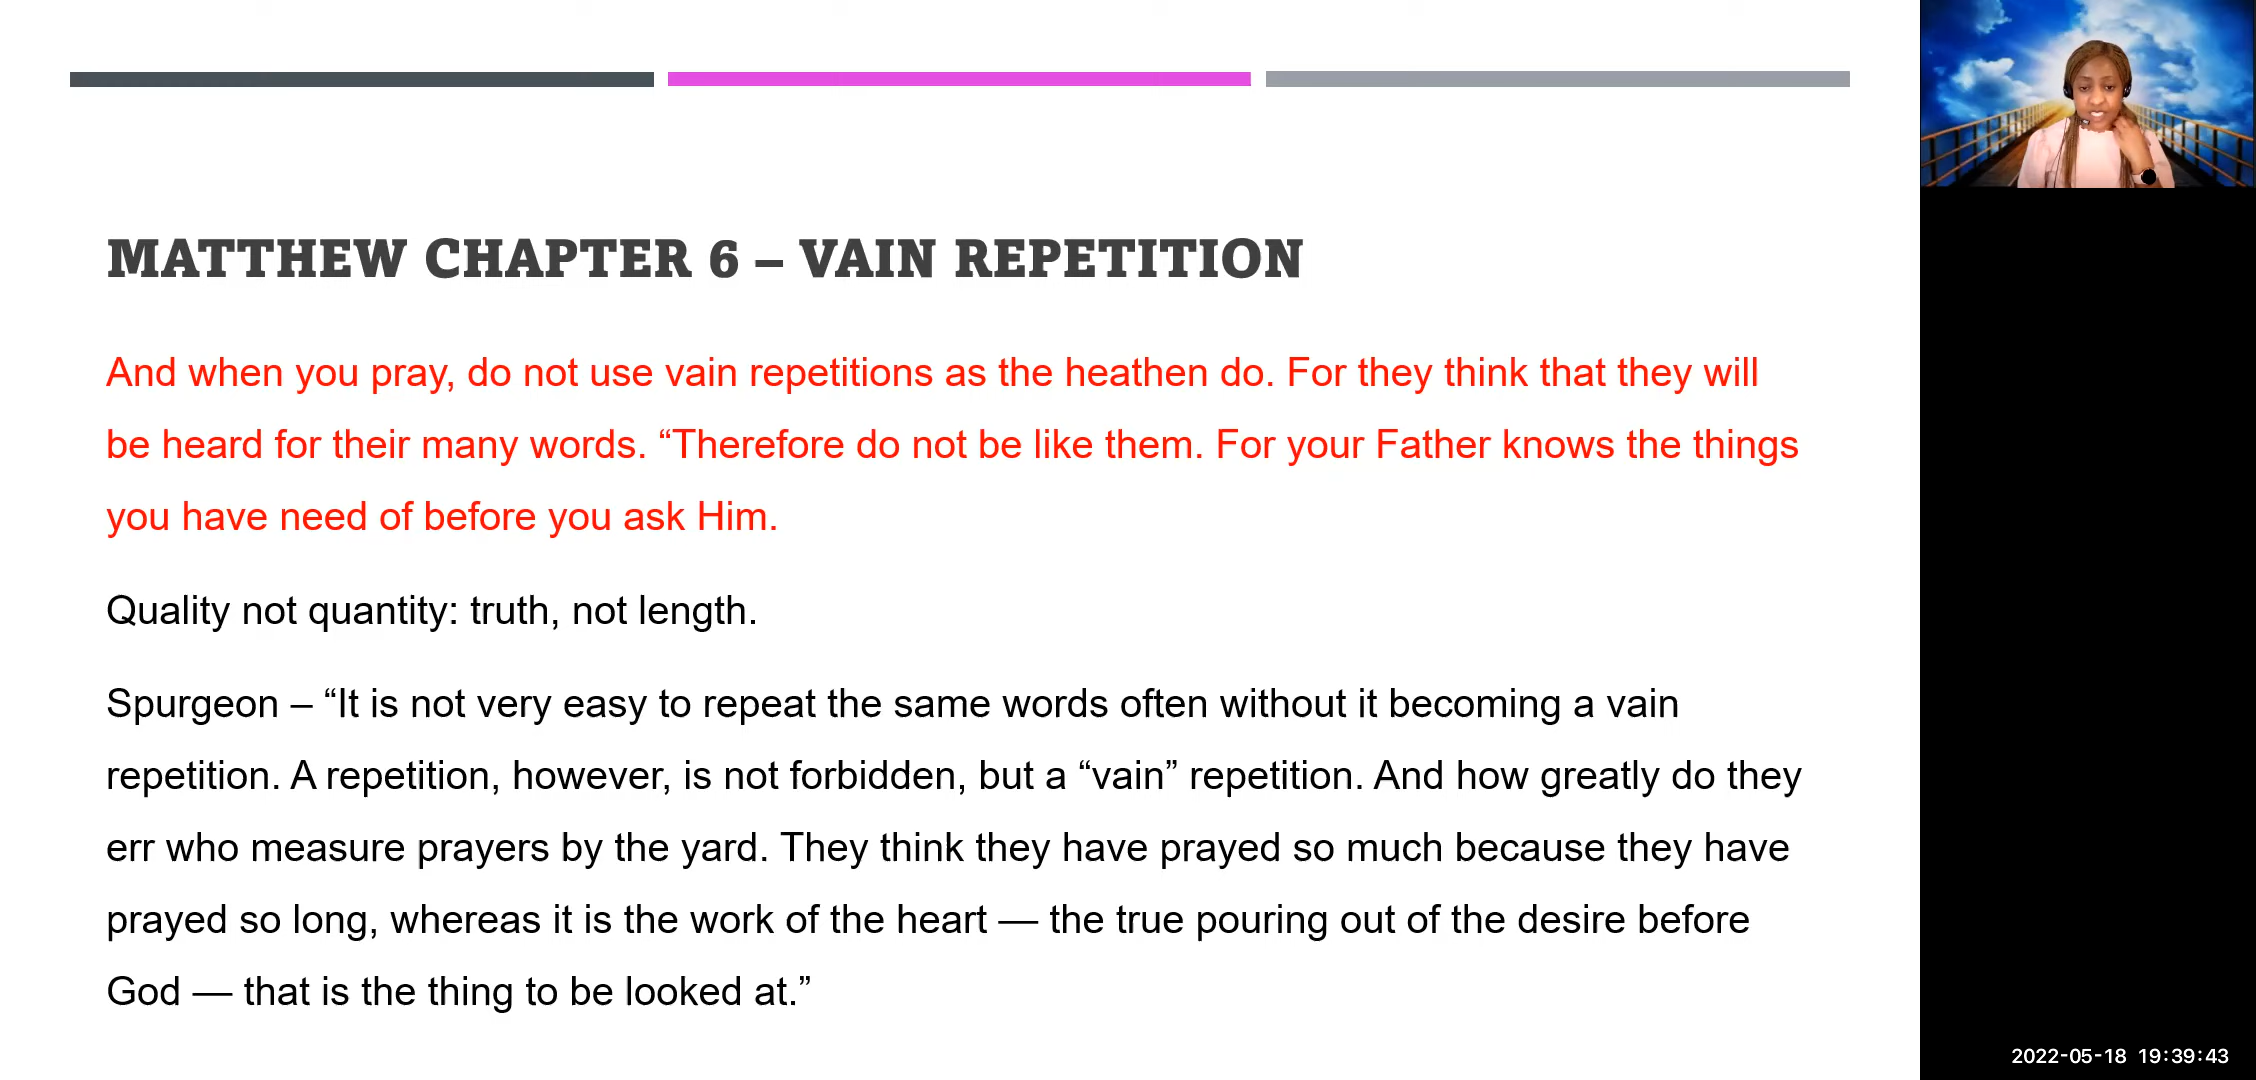 MATTHEW CHAPTER 6 – VAIN REPETITION
And when you pray, do not use vain repetitions as the heathen do. For they think that they will
be heard for their many words. “Therefore do not be like them. For your Father knows the things
you have need of before you ask Him.
Quality not quantity: truth, not length.
Spurgeon – “It is not very easy to repeat the same words often without it becoming a vain
repetition. A repetition, however, is not forbidden, but a “vain” repetition. And how greatly do they
err who measure prayers by the yard. They think they have prayed so much because they have
prayed so long, whereas it is the work of the heart — the true pouring out of the desire before
God — that is the thing to be looked at.”
2022-05-18 19:39:43